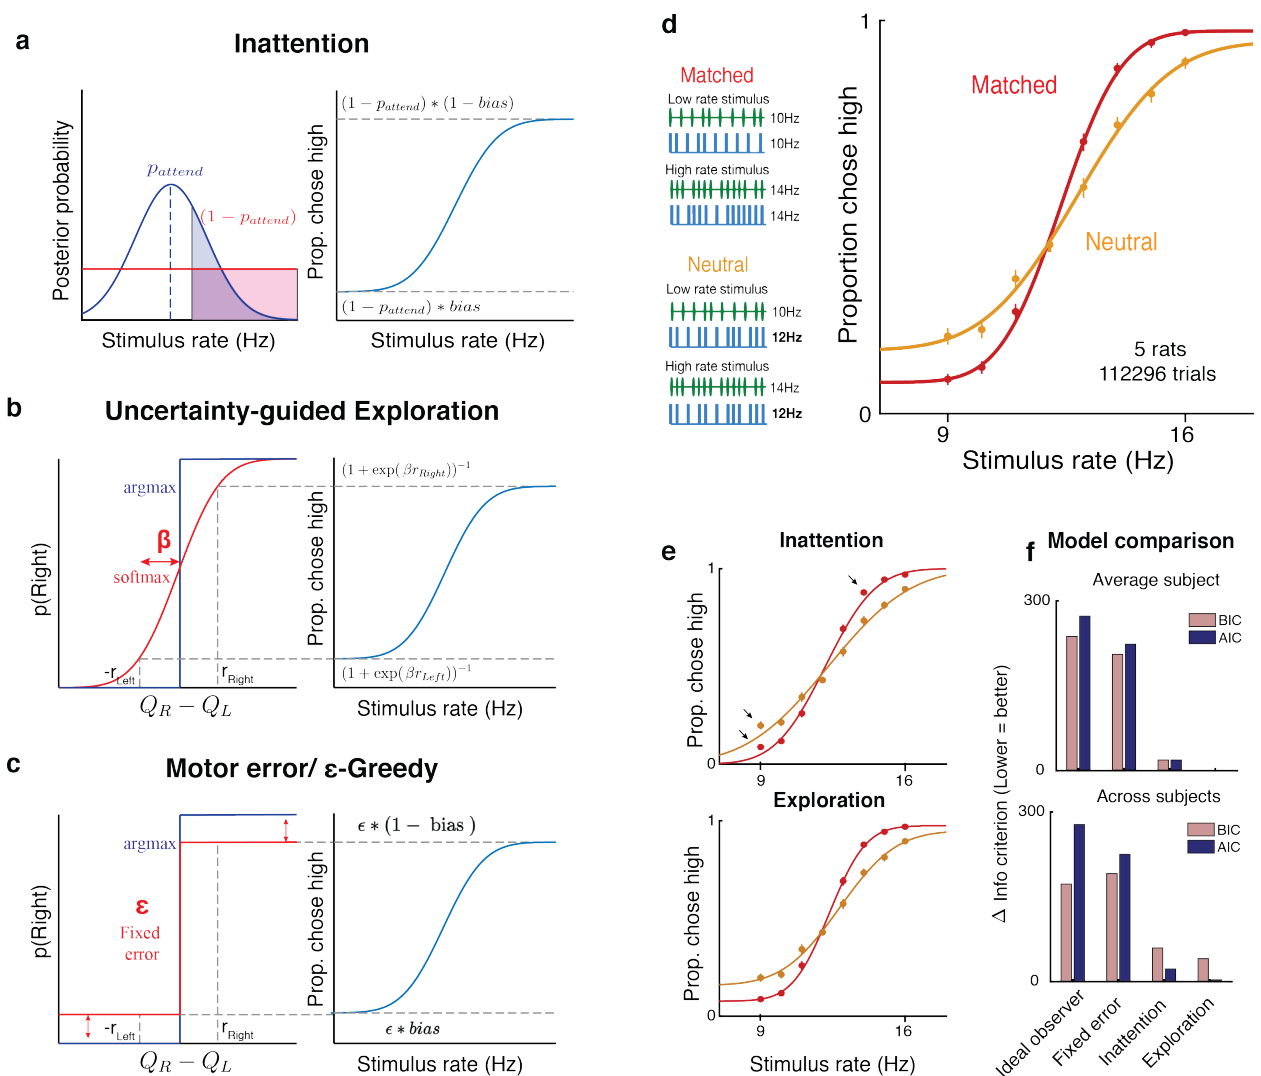 a
Inattention
Posterior probability
p_attend
(1 − p_attend)
Stimulus rate (Hz)
Prop. chose high
(1 − p_attend) ∗ (1 − bias)
(1 − p_attend) ∗ bias
Stimulus rate (Hz)
b
Uncertainty-guided Exploration
p(Right)
argmax
β
softmax
-r_Left
r_Right
Q_R − Q_L
Prop. chose high
(1 + exp(βr_Right))⁻¹
(1 + exp(βr_Left))⁻¹
Stimulus rate (Hz)
c
Motor error/ ε-Greedy
p(Right)
argmax
ε
Fixed
error
-r_Left
r_Right
Q_R − Q_L
Prop. chose high
ϵ ∗ (1 − bias )
ϵ ∗ bias
Stimulus rate (Hz)
d
Matched
Low rate stimulus
10Hz
10Hz
High rate stimulus
14Hz
14Hz
Neutral
Low rate stimulus
10Hz
12Hz
High rate stimulus
14Hz
12Hz
Proportion chose high
1
0
Matched
Neutral
5 rats
112296 trials
9
16
Stimulus rate (Hz)
e
Inattention
Prop. chose high
1
0
9
16
Exploration
Prop. chose high
1
0
9
16
Stimulus rate (Hz)
f
Model comparison
Average subject
300
0
BIC
AIC
Δ Info criterion (Lower = better)
Across subjects
300
0
BIC
AIC
Ideal observer
Fixed error
Inattention
Exploration